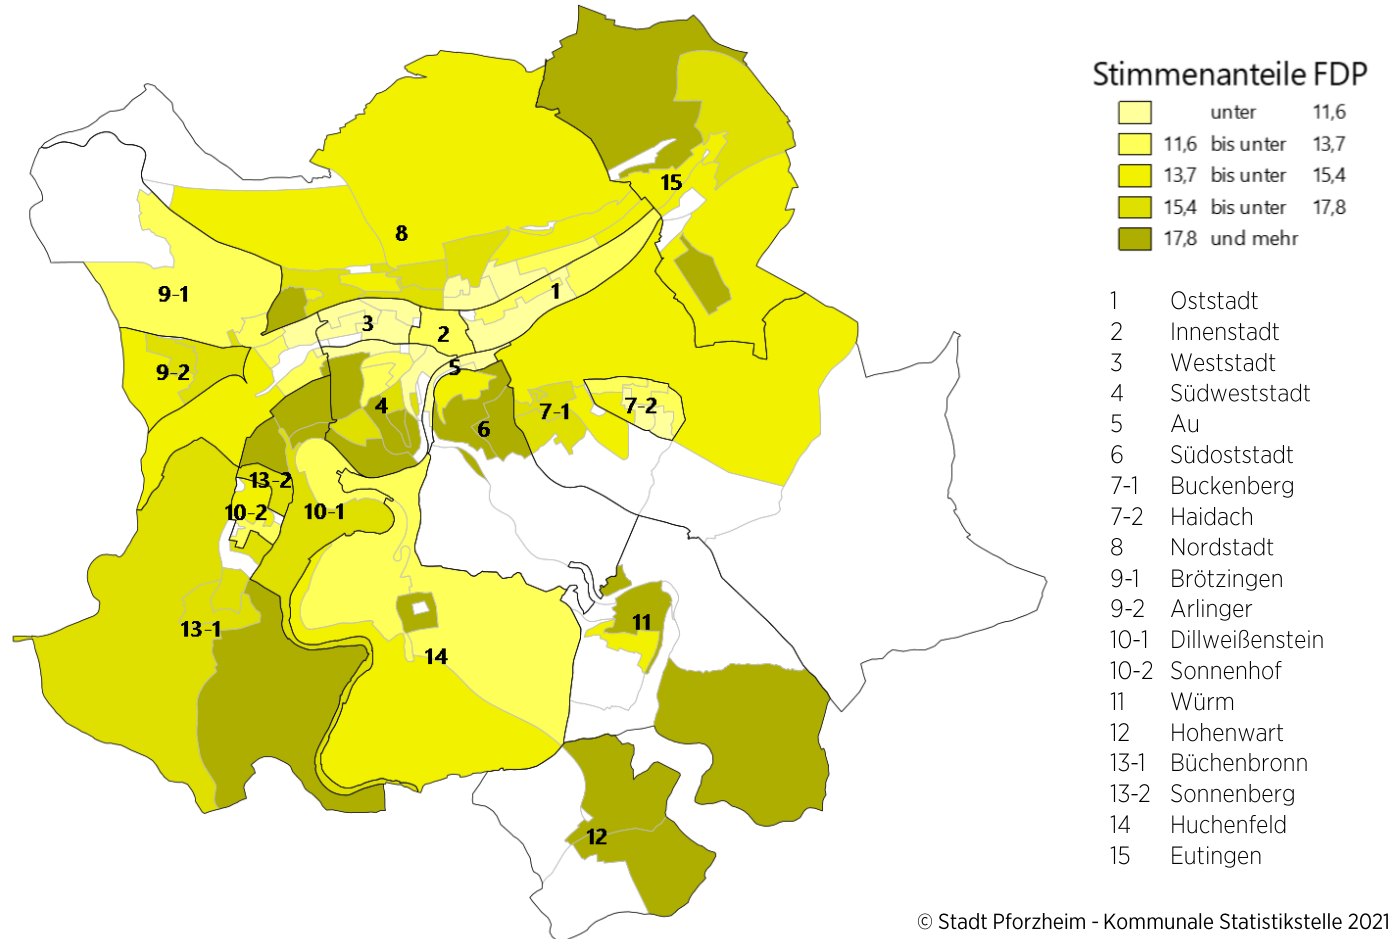 Stimmenanteile FDP
unter 11,6
11,6 bis unter 13,7
13,7 bis unter 15,4
15,4 bis unter 17,8
17,8 und mehr
1 Oststadt
2 Innenstadt
3 Weststadt
4 Südweststadt
5 Au
6 Südoststadt
7-1 Buckenberg
7-2 Haidach
8 Nordstadt
9-1 Brötzingen
9-2 Arlinger
10-1 Dillweißenstein
10-2 Sonnenhof
11 Würm
12 Hohenwart
13-1 Büchenbronn
13-2 Sonnenberg
14 Huchenfeld
15 Eutingen
15
8
9-1
1
3
2
5
9-2
4
7-1
7-2
6
13-2
10-2
10-1
11
13-1
14
12
© Stadt Pforzheim - Kommunale Statistikstelle 2021